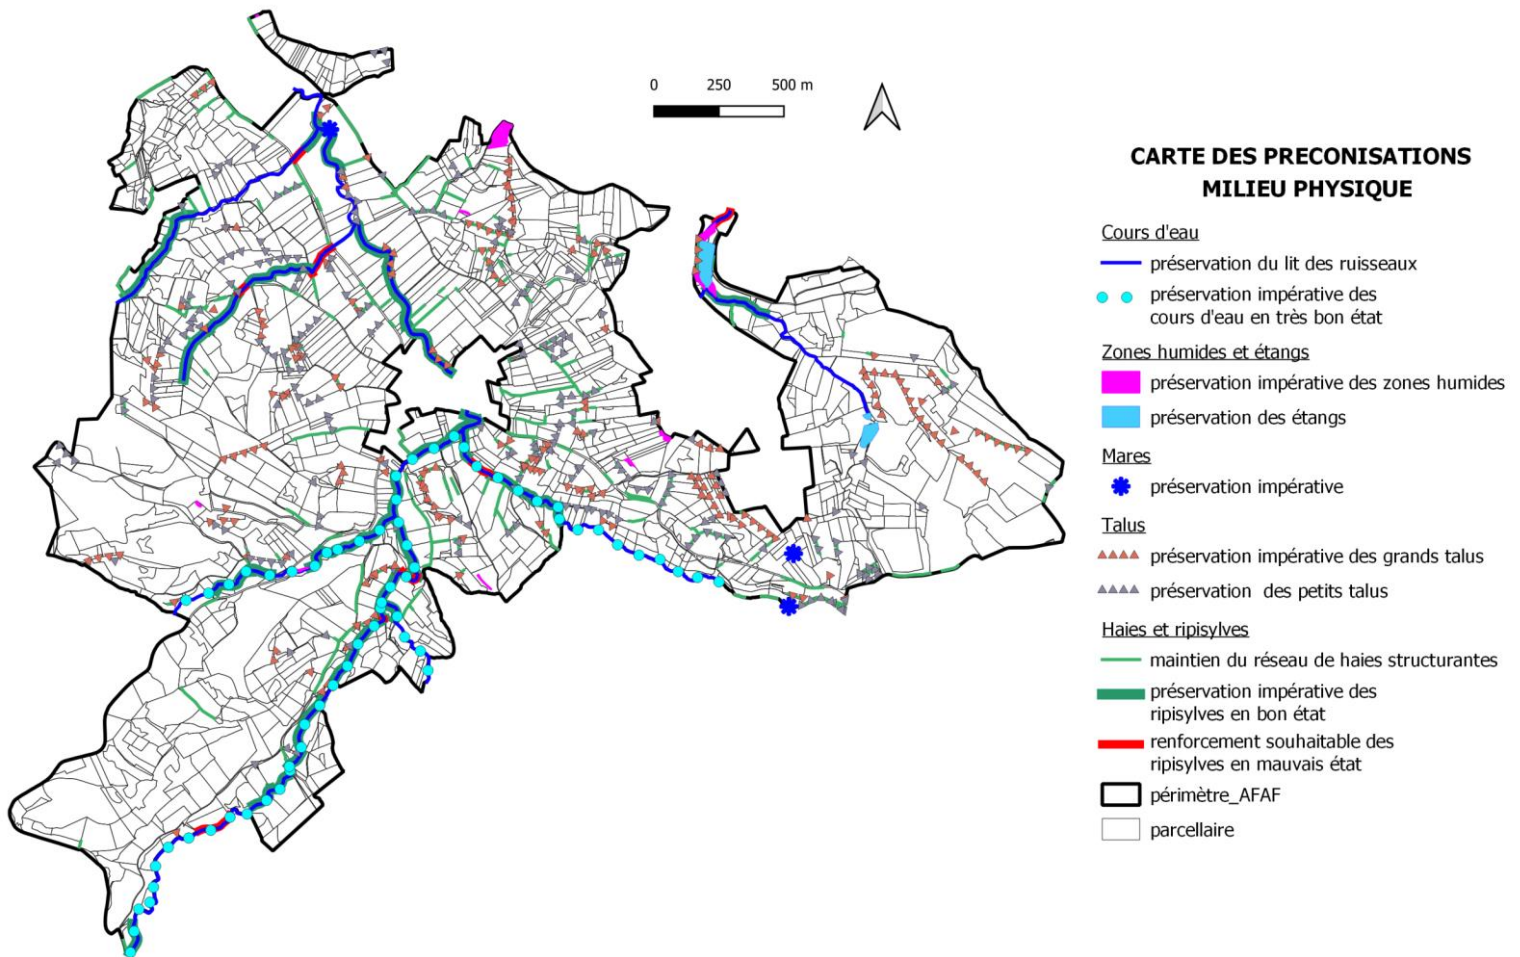 0 250 500 m
CARTE DES PRECONISATIONS
MILIEU PHYSIQUE
Cours d'eau
préservation du lit des ruisseaux
préservation impérative des
cours d'eau en très bon état
Zones humides et étangs
préservation impérative des zones humides
préservation des étangs
Mares
préservation impérative
Talus
préservation impérative des grands talus
préservation des petits talus
Haies et ripisylves
maintien du réseau de haies structurantes
préservation impérative des
ripisylves en bon état
renforcement souhaitable des
ripisylves en mauvais état
périmètre_AFAF
parcellaire